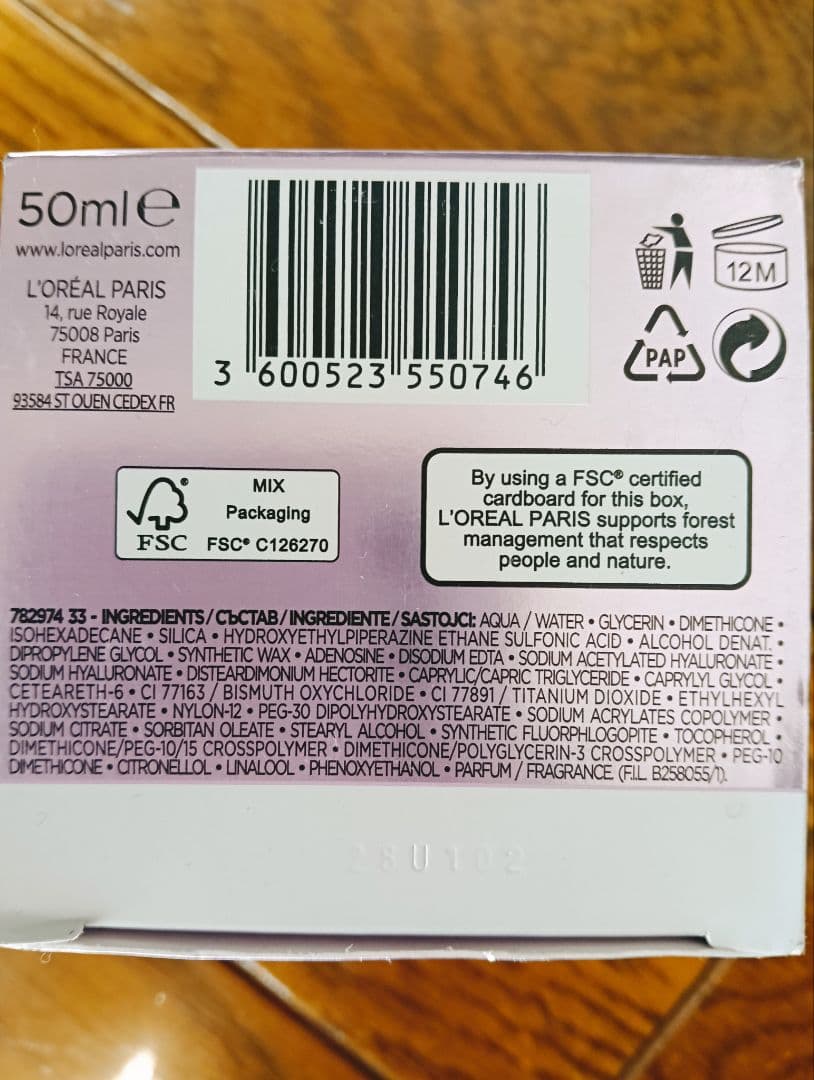 50ml e
www.lorealparis.com
L'ORÉAL PARIS
14, rue Royale
75008 Paris
FRANCE
TSA 75000
93584 ST OUEN CEDEX FR
3 600523 550746
12M
PAP
FSC
MIX
Packaging
FSC® C126270
By using a FSC® certified
cardboard for this box,
L'OREAL PARIS supports forest
management that respects
people and nature.
782974 33 - INGREDIENTS / СЪСТАВ / INGREDIENTE / SASTOJCI: AQUA / WATER • GLYCERIN • DIMETHICONE •
ISOHEXADECANE • SILICA • HYDROXYETHYLPIPERAZINE ETHANE SULFONIC ACID • ALCOHOL DENAT. •
DIPROPYLENE GLYCOL • SYNTHETIC WAX • ADENOSINE • DISODIUM EDTA • SODIUM ACETYLATED HYALURONATE •
SODIUM HYALURONATE • DISTEARDIMONIUM HECTORITE • CAPRYLIC/CAPRIC TRIGLYCERIDE • CAPRYLYL GLYCOL •
CETEARETH-6 • CI 77163 / BISMUTH OXYCHLORIDE • CI 77891 / TITANIUM DIOXIDE • ETHYLHEXYL
HYDROXYSTEARATE • NYLON-12 • PEG-30 DIPOLYHYDROXYSTEARATE • SODIUM ACRYLATES COPOLYMER •
SODIUM CITRATE • SORBITAN OLEATE • STEARYL ALCOHOL • SYNTHETIC FLUORPHLOGOPITE • TOCOPHEROL •
DIMETHICONE/PEG-10/15 CROSSPOLYMER • DIMETHICONE/POLYGLYCERIN-3 CROSSPOLYMER • PEG-10
DIMETHICONE • CITRONELLOL • LINALOOL • PHENOXYETHANOL • PARFUM / FRAGRANCE (F.I.L. B258055/1).
28U102